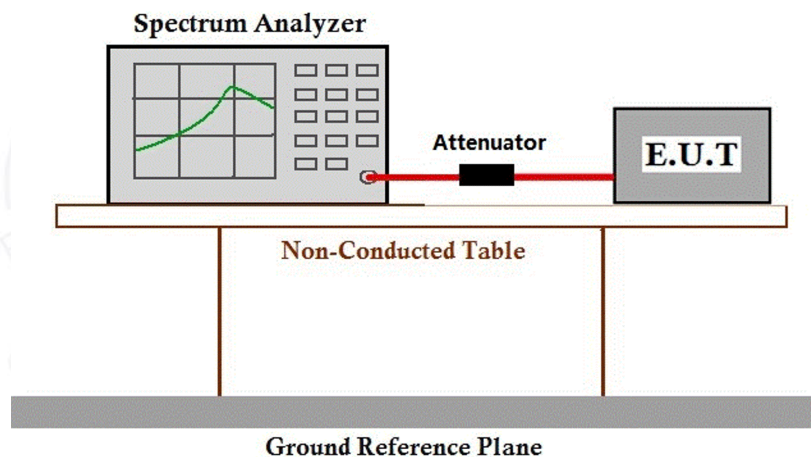 Spectrum Analyzer
Attenuator
E.U.T
Non-Conducted Table
Ground Reference Plane